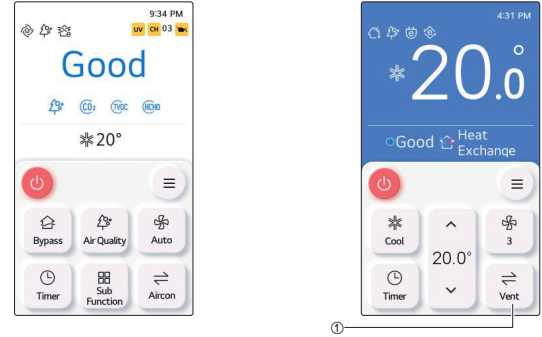 9:34 PM
UV CH 03
Good
CO2 TVOC HCHO
20°
Bypass Air Quality Auto
Timer Sub Function Aircon
4:31 PM
20.0°
Good Heat Exchange
Cool 3
20.0°
Timer Vent
①